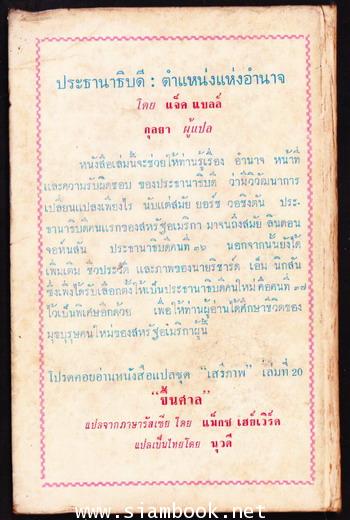 ประธานาธิบดี : ตำแหน่งแห่งอำนาจ
โดย แจ็ค แบลล์
กุลยา ผู้แปล
หนังสือเล่มนี้จะช่วยให้ท่านรู้เรื่อง อำนาจ หน้าที่
และความรับผิดชอบ ของประธานาธิบดี ว่ามีวิวัฒนาการ
เปลี่ยนแปลงเพียงไร นับแต่สมัย ยอร์ช วอชิงตัน ประ-
ธานาธิบดีคนแรกของสหรัฐอเมริกา มาจนถึงสมัย ลินดอน
จอห์นสัน ประธานาธิบดีคนที่ ๓๖ นอกจากนั้นยังได้
เพิ่มเติม ชีวประวัติ และภาพของนายริชาร์ด เอ็ม นิกสัน
ซึ่งเพิ่งได้รับเลือกตั้งให้เป็นประธานาธิบดีคนใหม่ คือคนที่ ๓๗
ไว้เป็นพิเศษอีกด้วย เพื่อให้ท่านผู้อ่านได้ศึกษาชีวิตของ
มุขบุรุษคนใหม่ของสหรัฐอเมริกาผู้นี้
โปรดคอยอ่านหนังสือแปลชุด "เสรีภาพ" เล่มที่ 20
"ขึ้นศาล"
แปลจากภาษารัสเซีย โดย แม็กซ เฮย์เวิร์ด
แปลเป็นไทยโดย นุวดี
www.siambook.net